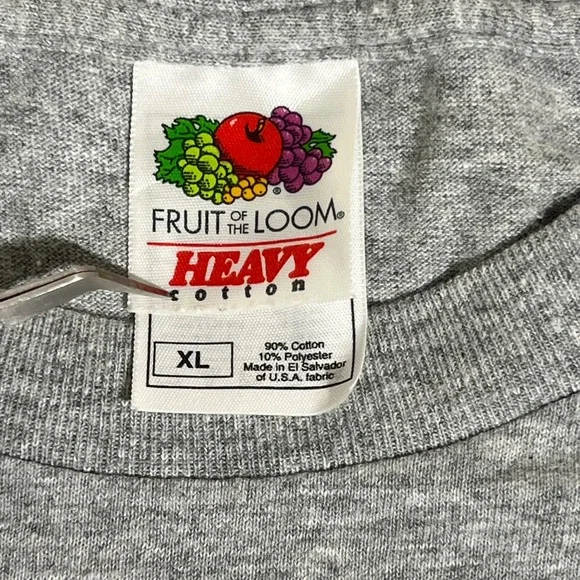 ®
FRUIT OF THE LOOM®
HEAVY
cotton
XL
90% Cotton
10% Polyester
Made in El Salvador
of U.S.A. fabric